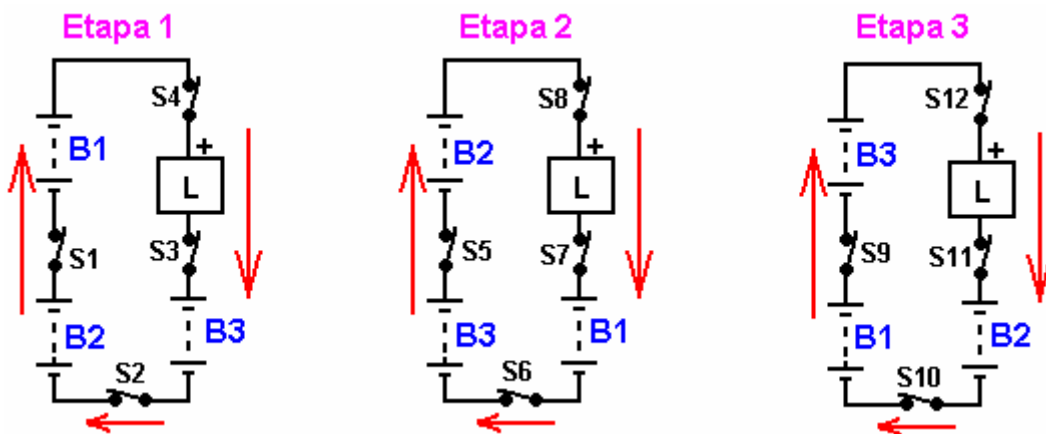 Etapa 1
S4
B1
+
L
S1
S3
B2
B3
S2
Etapa 2
S8
B2
+
L
S5
S7
B3
B1
S6
Etapa 3
S12
B3
+
L
S9
S11
B1
B2
S10